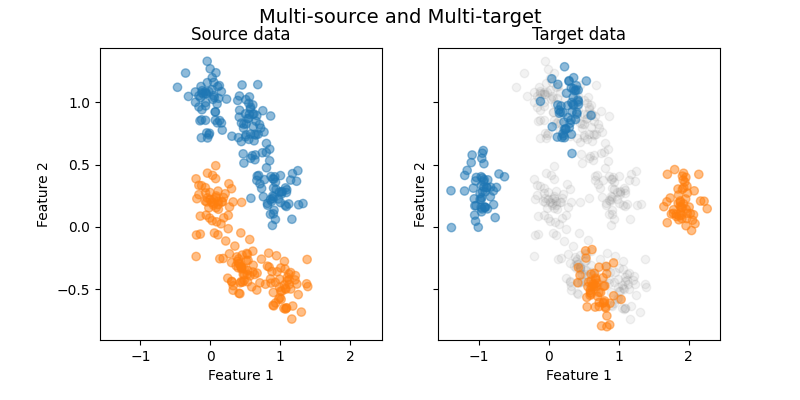 Multi-source and Multi-target
Source data
Target data
Feature 2
1.0
0.5
0.0
−0.5
−1
0
1
2
Feature 1
Feature 2
−1
0
1
2
Feature 1